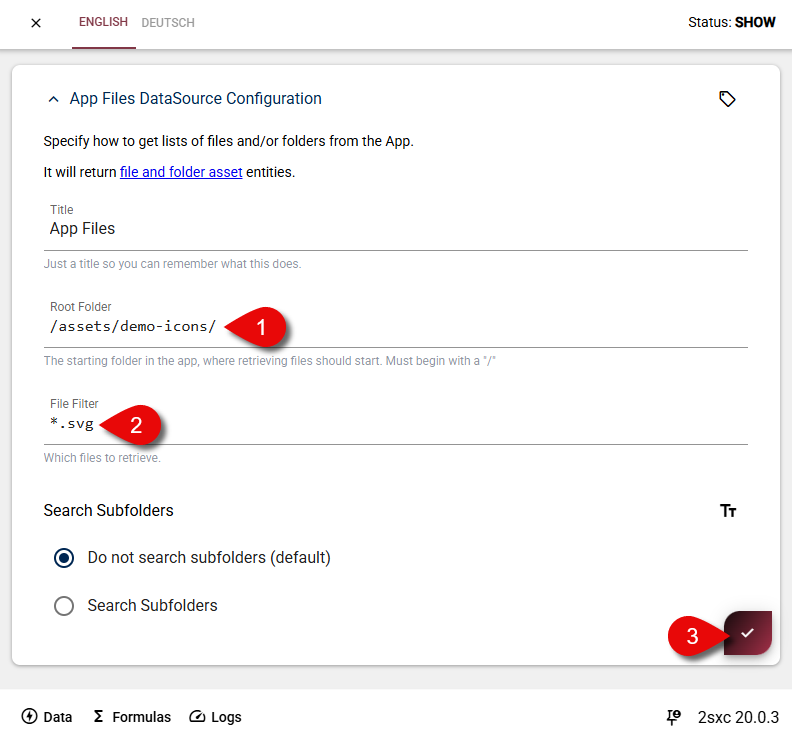 ENGLISH DEUTSCH Status: SHOW
App Files DataSource Configuration
Specify how to get lists of files and/or folders from the App.
It will return file and folder asset entities.
Title
App Files
Just a title so you can remember what this does.
Root Folder
/assets/demo-icons/ 1
The starting folder in the app, where retrieving files should start. Must begin with a "/"
File Filter
*.svg 2
Which files to retrieve.
Search Subfolders Tт
Do not search subfolders (default)
Search Subfolders
3
Data Σ Formulas Logs 2sxc 20.0.3